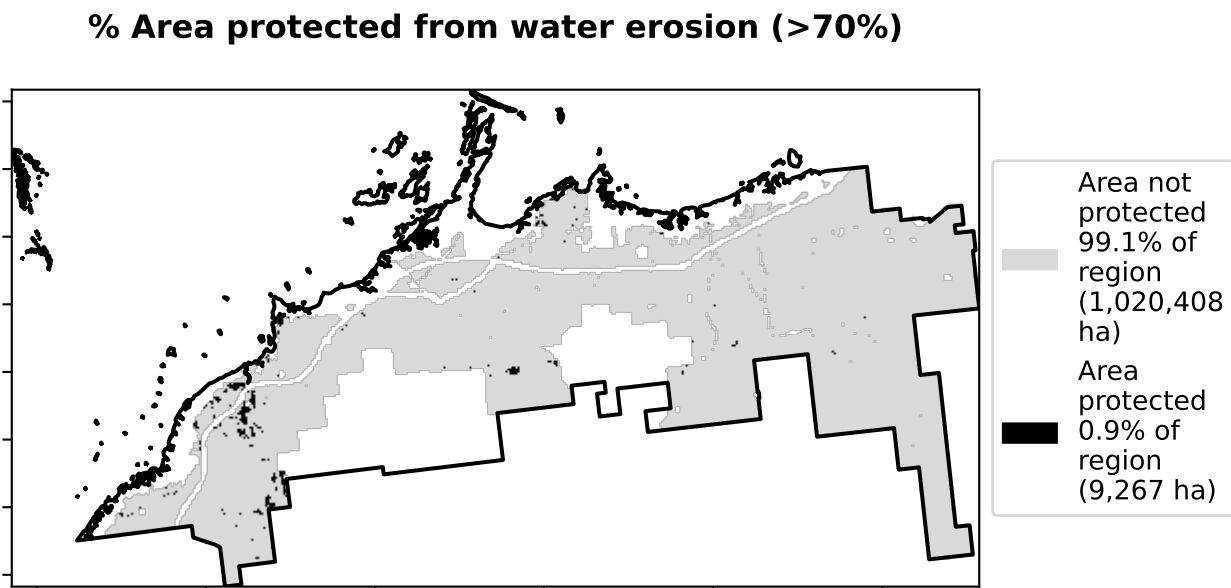 % Area protected from water erosion (>70%)
Area not
protected
99.1% of
region
(1,020,408
ha)
Area
protected
0.9% of
region
(9,267 ha)